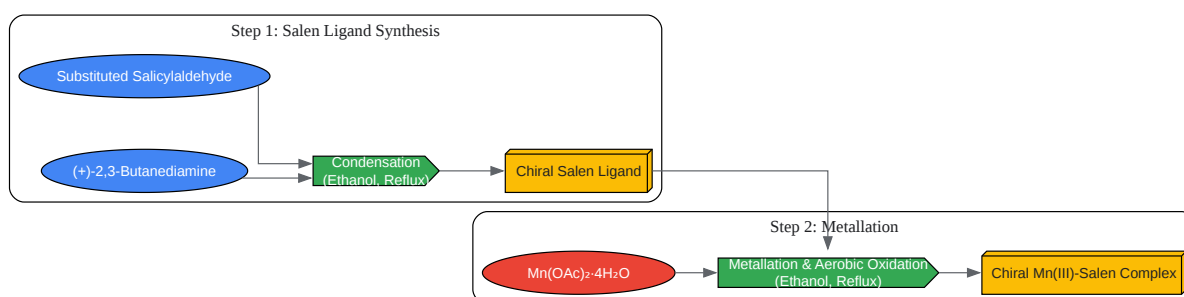 Step 1: Salen Ligand Synthesis
Substituted Salicylaldehyde
(+)-2,3-Butanediamine
Condensation
(Ethanol, Reflux)
Chiral Salen Ligand
Step 2: Metallation
Mn(OAc)₂·4H₂O
Metallation & Aerobic Oxidation
(Ethanol, Reflux)
Chiral Mn(III)-Salen Complex